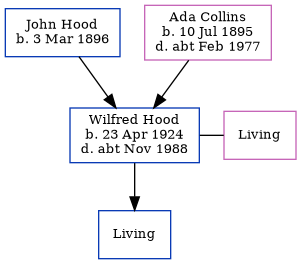 John Hood
b. 3 Mar 1896
Ada Collins
b. 10 Jul 1895
d. abt Feb 1977
Wilfred Hood
b. 23 Apr 1924
d. abt Nov 1988
Living
Living